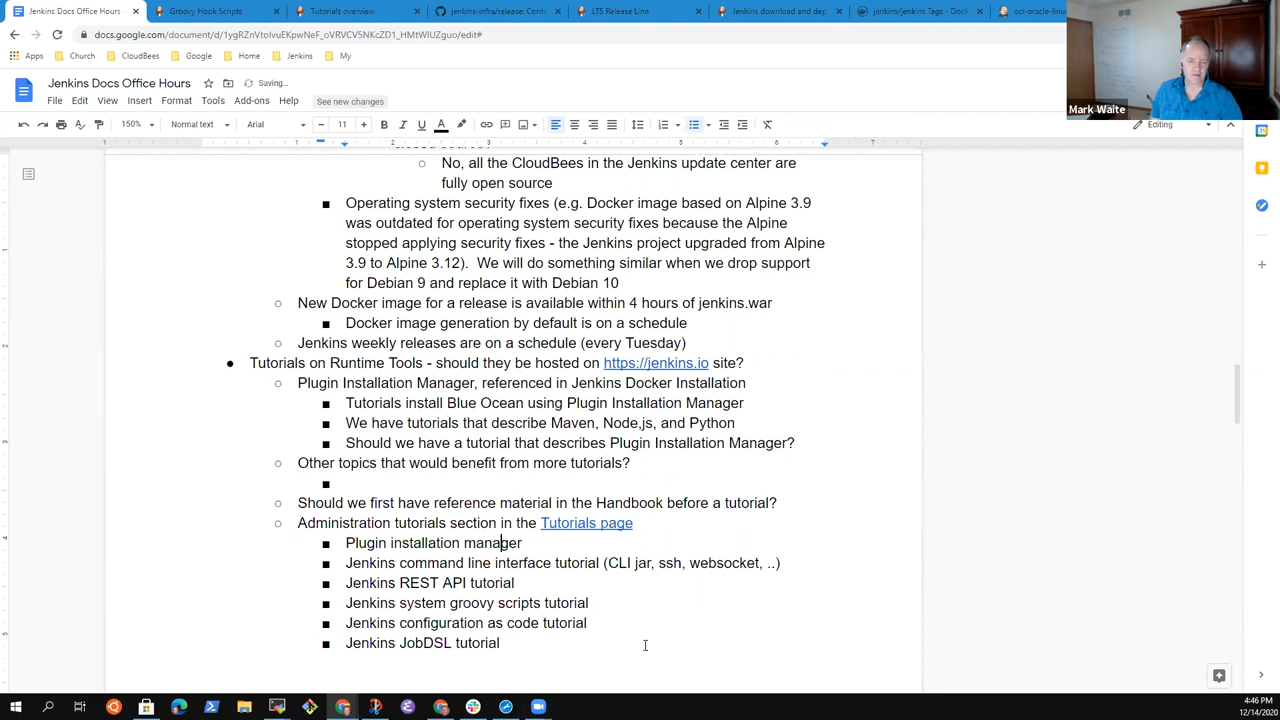 Jenkins Docs Office Hours -
Groovy Hook Scripts
Tutorials overview
jenkins-infra/release: Conta
LTS Release Line
Jenkins download and dep
jenkins/jenkins Tags - Dock
oci-oracle-linu
docs.google.com/document/d/1ygRZnVtoIvuEKpwNeF_oVRVCV5NKcZD1_HMtWlUZguo/edit#
Apps
Church
CloudBees
Google
Home
Jenkins
My
Mark Waite
Jenkins Docs Office Hours
Saving...
File
Edit
View
Insert
Format
Tools
Add-ons
Help
See new changes
150%
Normal text
Arial
11
Editing
No, all the CloudBees in the Jenkins update center are
fully open source
Operating system security fixes (e.g. Docker image based on Alpine 3.9
was outdated for operating system security fixes because the Alpine
stopped applying security fixes - the Jenkins project upgraded from Alpine
3.9 to Alpine 3.12).  We will do something similar when we drop support
for Debian 9 and replace it with Debian 10
New Docker image for a release is available within 4 hours of jenkins.war
Docker image generation by default is on a schedule
Jenkins weekly releases are on a schedule (every Tuesday)
Tutorials on Runtime Tools - should they be hosted on https://jenkins.io site?
Plugin Installation Manager, referenced in Jenkins Docker Installation
Tutorials install Blue Ocean using Plugin Installation Manager
We have tutorials that describe Maven, Node,js, and Python
Should we have a tutorial that describes Plugin Installation Manager?
Other topics that would benefit from more tutorials?
Should we first have reference material in the Handbook before a tutorial?
Administration tutorials section in the Tutorials page
Plugin installation manager
Jenkins command line interface tutorial (CLI jar, ssh, websocket, ..)
Jenkins REST API tutorial
Jenkins system groovy scripts tutorial
Jenkins configuration as code tutorial
Jenkins JobDSL tutorial
4:46 PM
12/14/2020